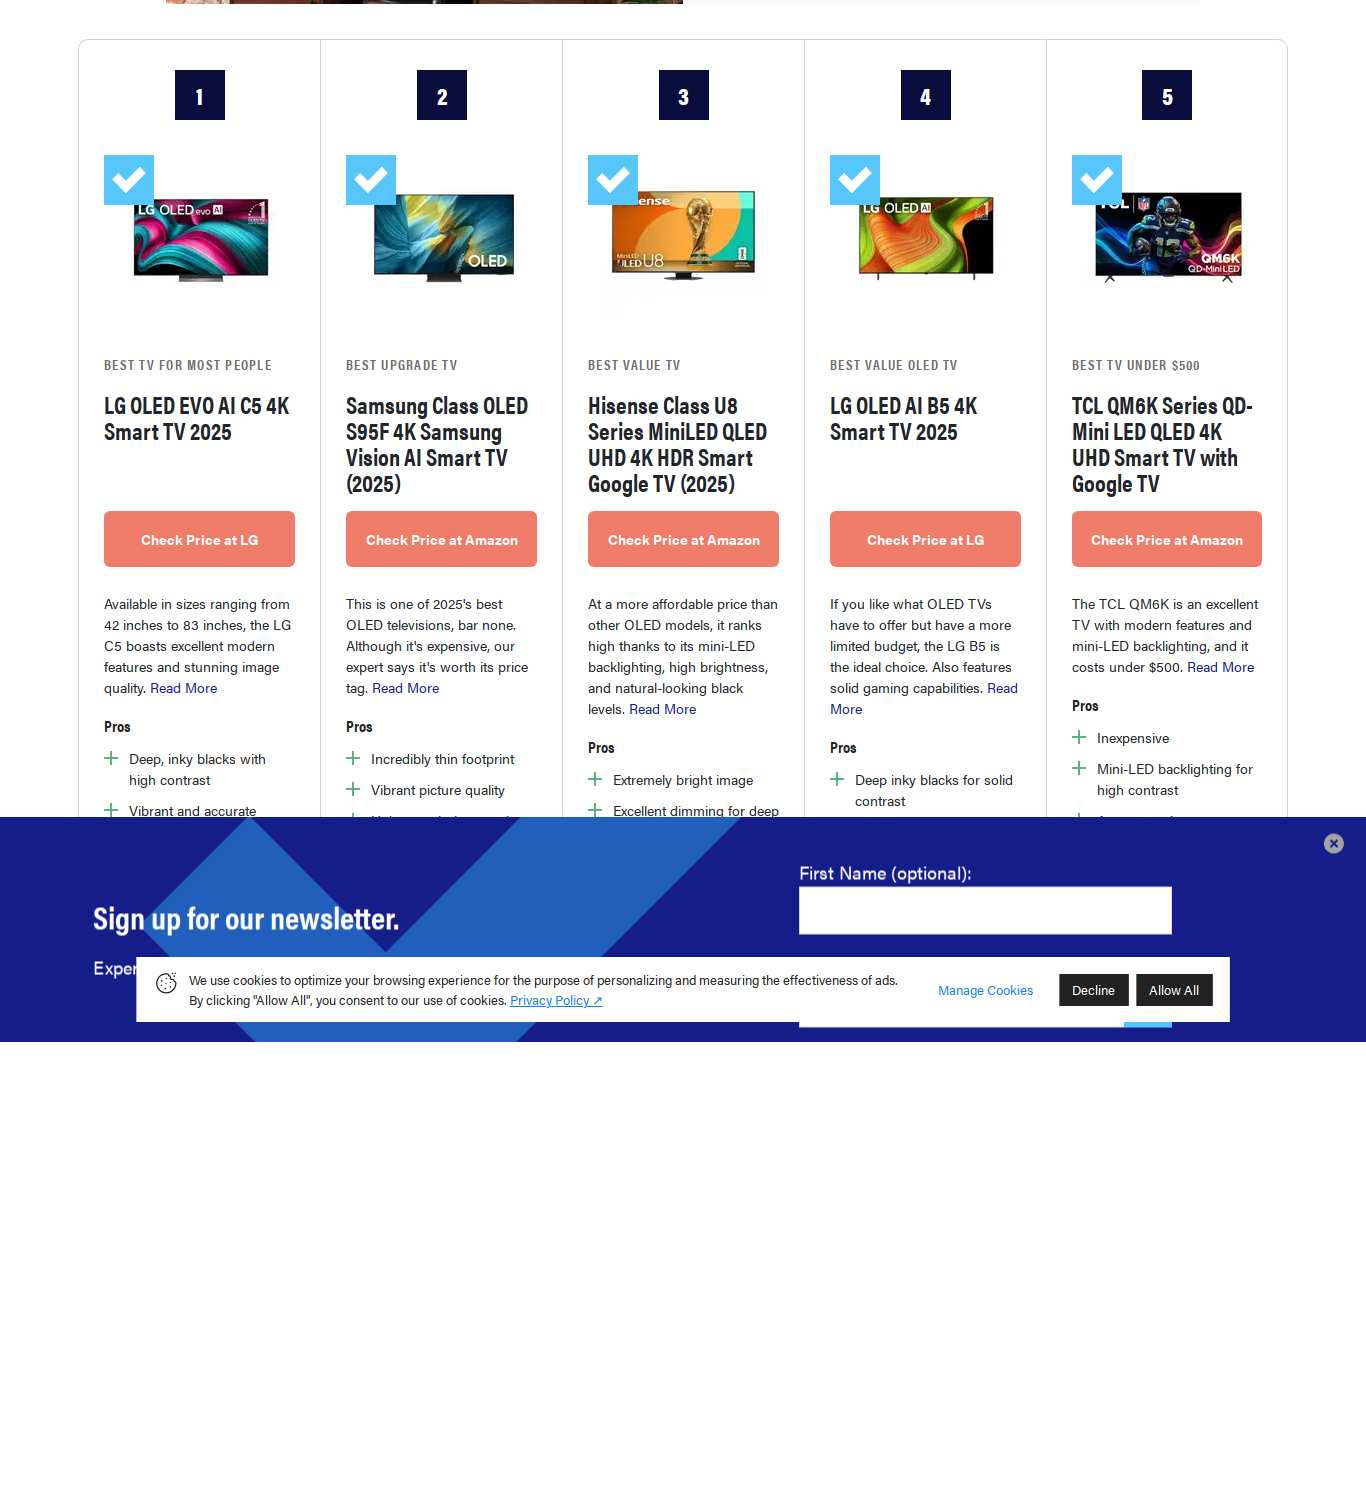 1
LG OLED evo AI
BEST TV FOR MOST PEOPLE
LG OLED EVO AI C5 4K
Smart TV 2025
Check Price at LG
Available in sizes ranging from
42 inches to 83 inches, the LG
C5 boasts excellent modern
features and stunning image
quality. Read More
Pros
Deep, inky blacks with
high contrast
Vibrant and accurate
2
OLED
BEST UPGRADE TV
Samsung Class OLED
S95F 4K Samsung
Vision AI Smart TV
(2025)
Check Price at Amazon
This is one of 2025's best
OLED televisions, bar none.
Although it's expensive, our
expert says it's worth its price
tag. Read More
Pros
Incredibly thin footprint
Vibrant picture quality
3
BEST VALUE TV
Hisense Class U8
Series MiniLED QLED
UHD 4K HDR Smart
Google TV (2025)
Check Price at Amazon
At a more affordable price than
other OLED models, it ranks
high thanks to its mini-LED
backlighting, high brightness,
and natural-looking black
levels. Read More
Pros
Extremely bright image
Excellent dimming for deep
4
LG OLED AI
BEST VALUE OLED TV
LG OLED AI B5 4K
Smart TV 2025
Check Price at LG
If you like what OLED TVs
have to offer but have a more
limited budget, the LG B5 is
the ideal choice. Also features
solid gaming capabilities. Read
More
Pros
Deep inky blacks for solid
contrast
5
QM6K
QD-Mini LED
BEST TV UNDER $500
TCL QM6K Series QD-
Mini LED QLED 4K
UHD Smart TV with
Google TV
Check Price at Amazon
The TCL QM6K is an excellent
TV with modern features and
mini-LED backlighting, and it
costs under $500. Read More
Pros
Inexpensive
Mini-LED backlighting for
high contrast
Sign up for our newsletter.
First Name (optional):
We use cookies to optimize your browsing experience for the purpose of personalizing and measuring the effectiveness of ads.
By clicking "Allow All", you consent to our use of cookies. Privacy Policy ↗
Manage Cookies
Decline
Allow All